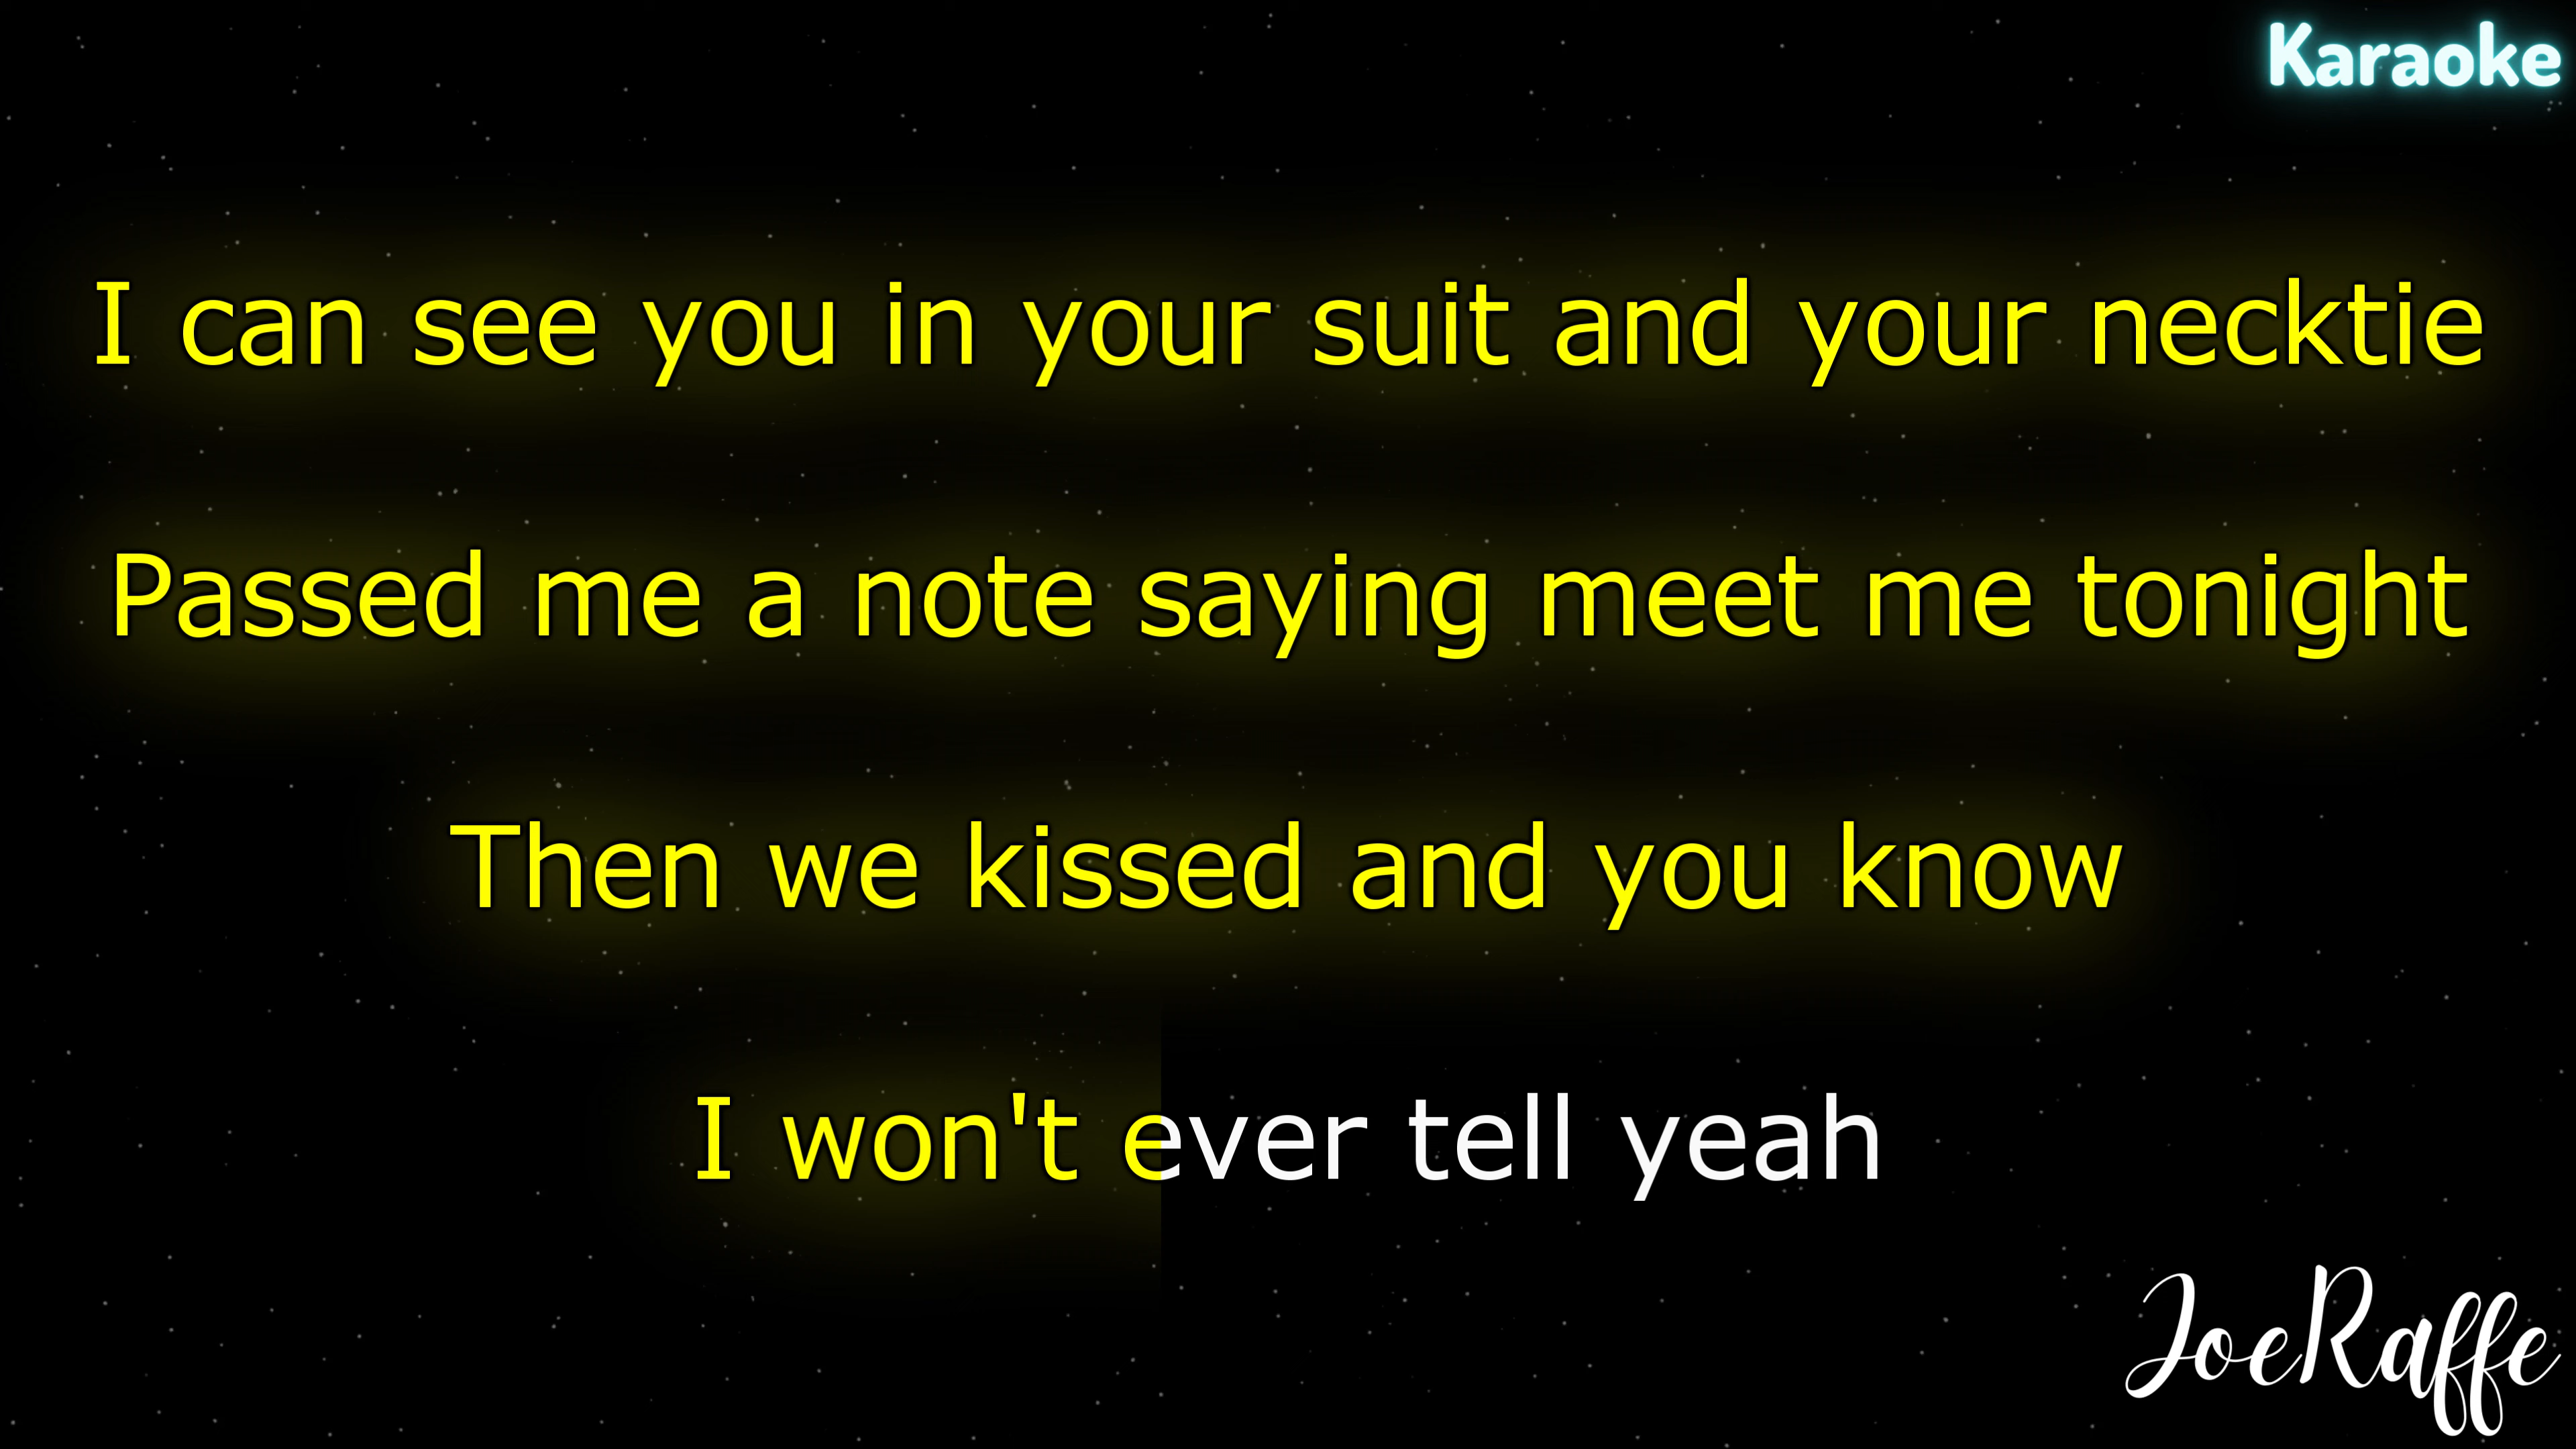 Karaoke
I can see you in your suit and your necktie
Passed me a note saying meet me tonight
Then we kissed and you know
I won't ever tell yeah
JoeRaffe